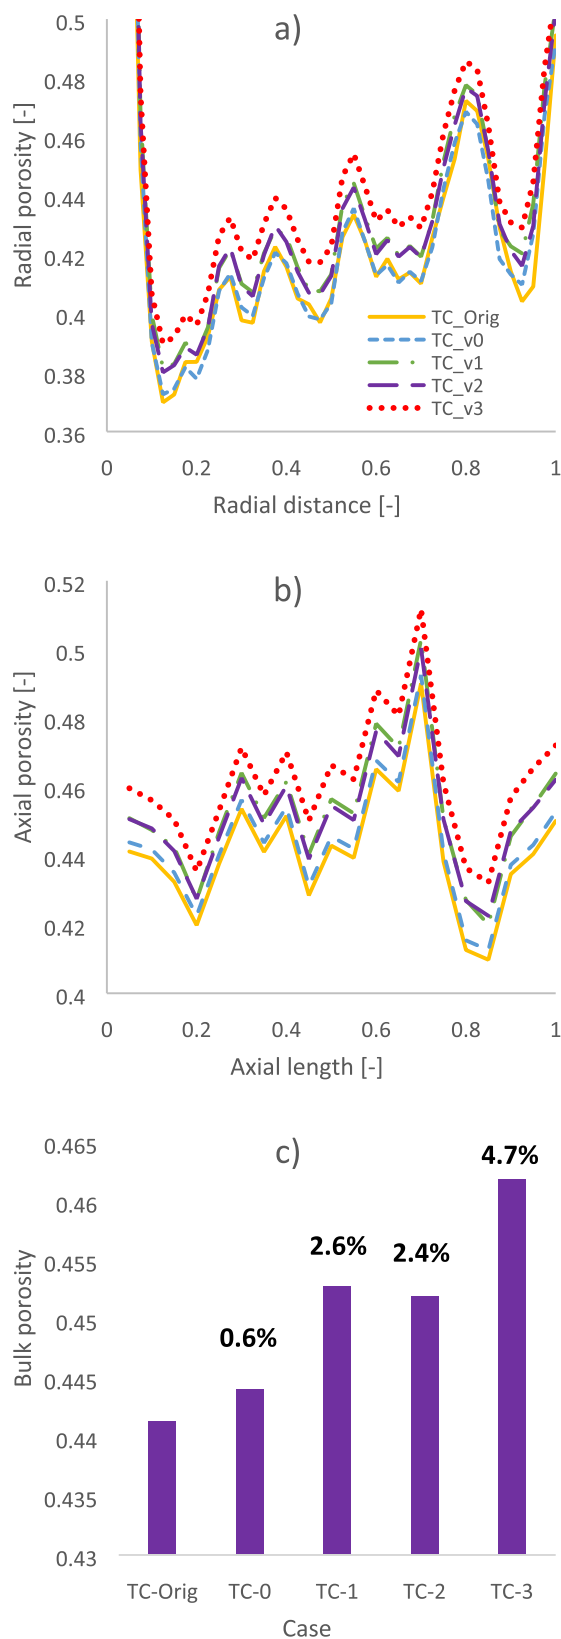 a)
Radial porosity [-]
0.5
0.48
0.46
0.44
0.42
0.4
0.38
0.36
TC_Orig
TC_v0
TC_v1
TC_v2
TC_v3
0 0.2 0.4 0.6 0.8 1
Radial distance [-]
b)
Axial porosity [-]
0.52
0.5
0.48
0.46
0.44
0.42
0.4
0 0.2 0.4 0.6 0.8 1
Axial length [-]
c)
Bulk porosity
0.465
0.46
0.455
0.45
0.445
0.44
0.435
0.43
0.6%
2.6%
2.4%
4.7%
TC-Orig TC-0 TC-1 TC-2 TC-3
Case